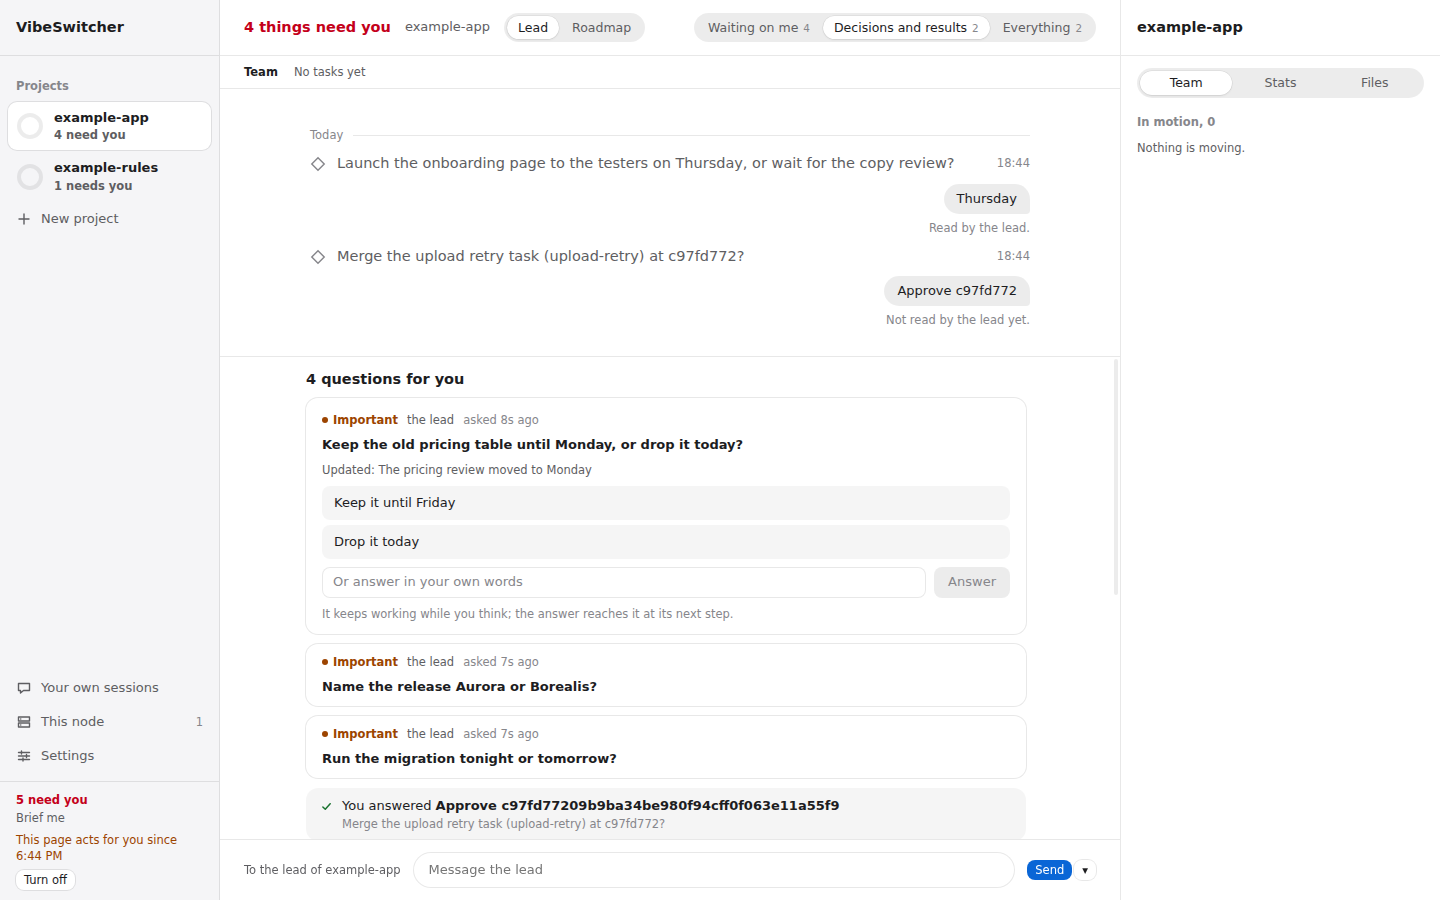 VibeSwitcher
Projects
example-app
4 need you
example-rules
1 needs you
New project
Your own sessions
This node 1
Settings
5 need you
Brief me
This page acts for you since
6:44 PM
Turn off
4 things need you example-app Lead Roadmap Waiting on me 4 Decisions and results 2 Everything 2
Team No tasks yet
Today
Launch the onboarding page to the testers on Thursday, or wait for the copy review? 18:44
Thursday
Read by the lead.
Merge the upload retry task (upload-retry) at c97fd772? 18:44
Approve c97fd772
Not read by the lead yet.
4 questions for you
Important the lead asked 8s ago
Keep the old pricing table until Monday, or drop it today?
Updated: The pricing review moved to Monday
Keep it until Friday
Drop it today
Or answer in your own words Answer
It keeps working while you think; the answer reaches it at its next step.
Important the lead asked 7s ago
Name the release Aurora or Borealis?
Important the lead asked 7s ago
Run the migration tonight or tomorrow?
You answered Approve c97fd77209b9ba34be980f94cff0f063e11a55f9
Merge the upload retry task (upload-retry) at c97fd772?
To the lead of example-app Message the lead Send
example-app
Team Stats Files
In motion, 0
Nothing is moving.